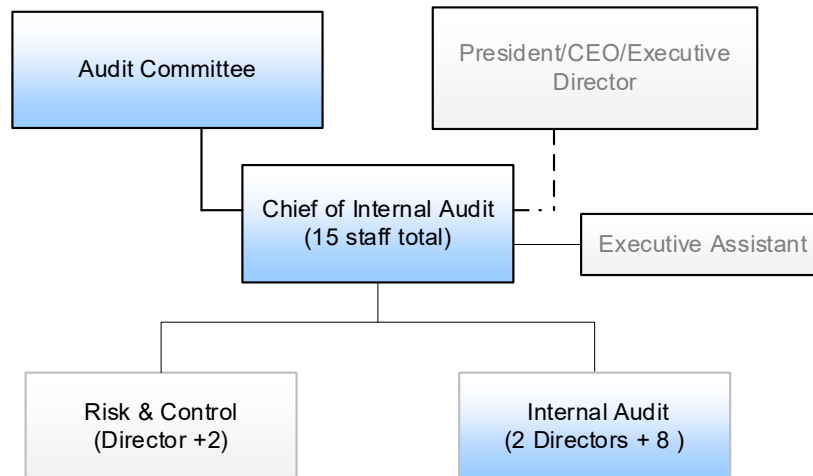 Audit Committee
President/CEO/Executive
Director
Chief of Internal Audit
(15 staff total)
Executive Assistant
Risk & Control
(Director +2)
Internal Audit
(2 Directors + 8 )